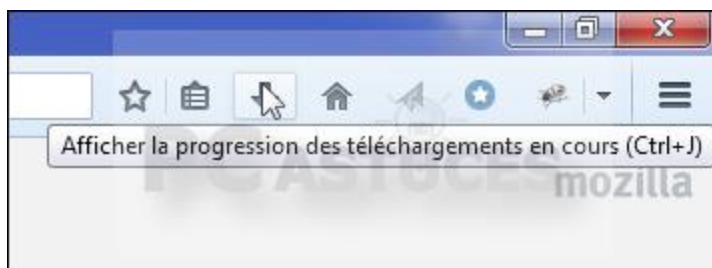 Afficher la progression des téléchargements en cours (Ctrl+J)
PC ASTUCES
mozilla